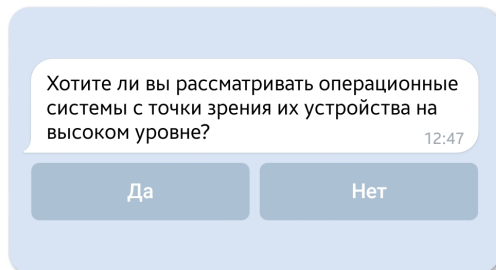 Хотите ли вы рассматривать операционные
системы с точки зрения их устройства на
высоком уровне?
12:47
Да
Нет